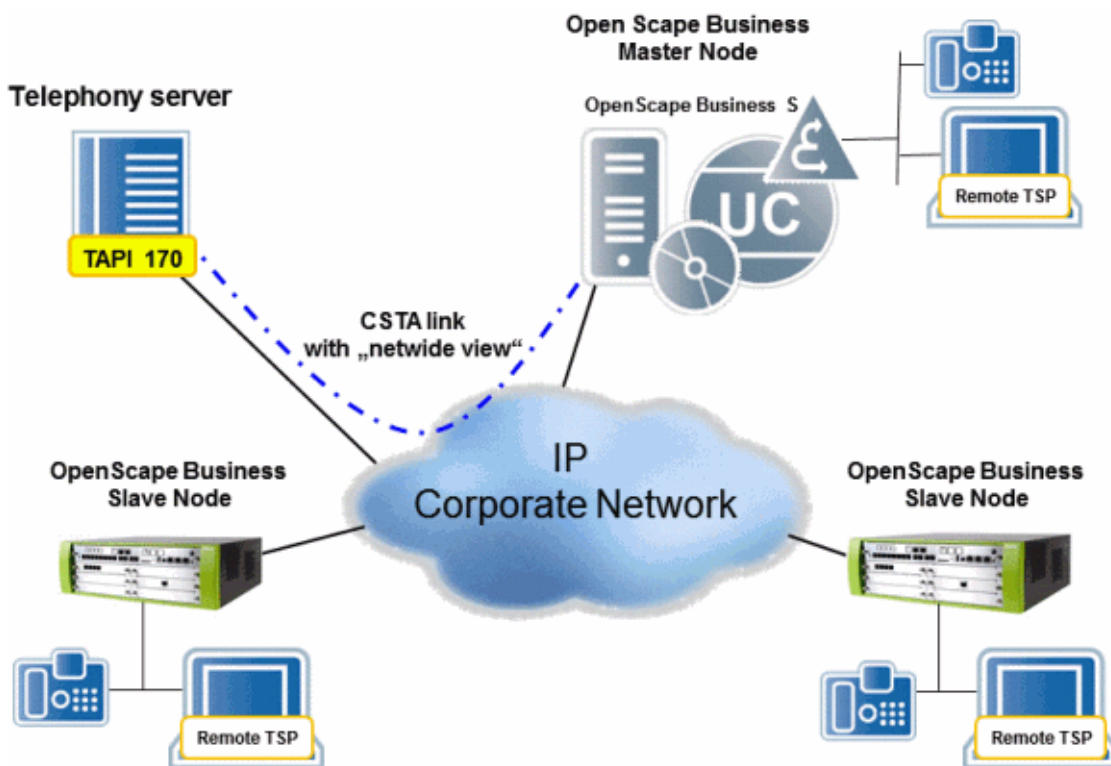 Open Scape Business
Master Node
Telephony server
OpenScape Business S
UC
Remote TSP
TAPI 170
CSTA link
with „netwide view“
IP
Corporate Network
OpenScape Business
Slave Node
OpenScape Business
Slave Node
Remote TSP
Remote TSP